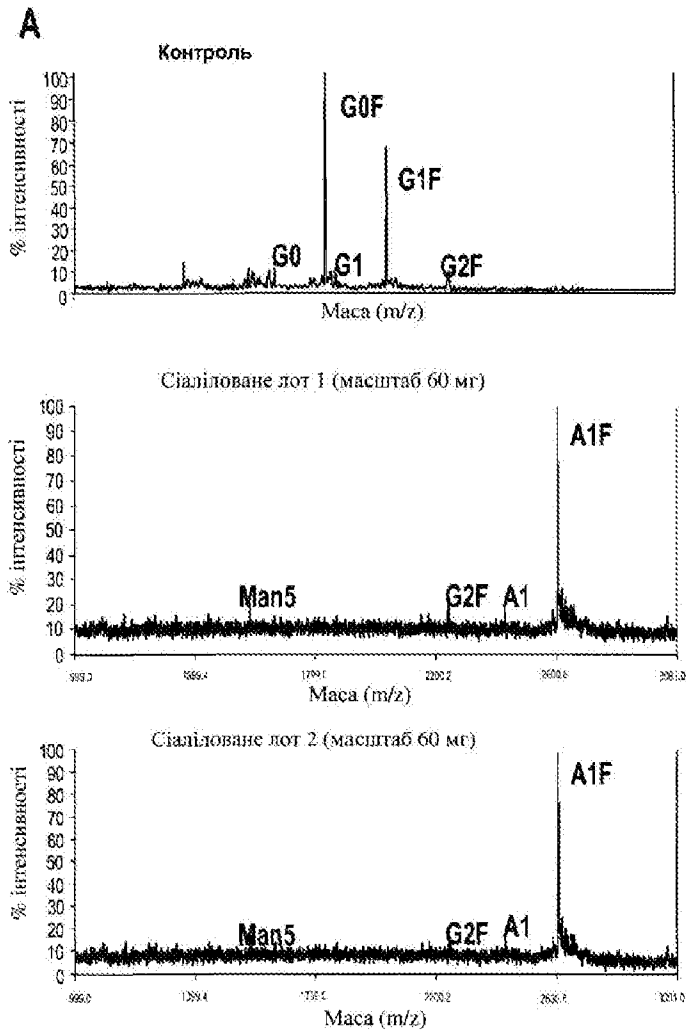 A
Контроль
% інтенсивності
100
90
80
70
60
50
40
30
20
10
0
G0F
G1F
G0
G1
G2F
Маса (m/z)
Сіаліловане лот 1 (масштаб 60 мг)
% інтенсивності
100
90
80
70
60
50
40
30
20
10
0
A1F
Man5
G2F
A1
Маса (m/z)
Сіаліловане лот 2 (масштаб 60 мг)
% інтенсивності
100
90
80
70
60
50
40
30
20
10
0
A1F
Man5
G2F
A1
Маса (m/z)